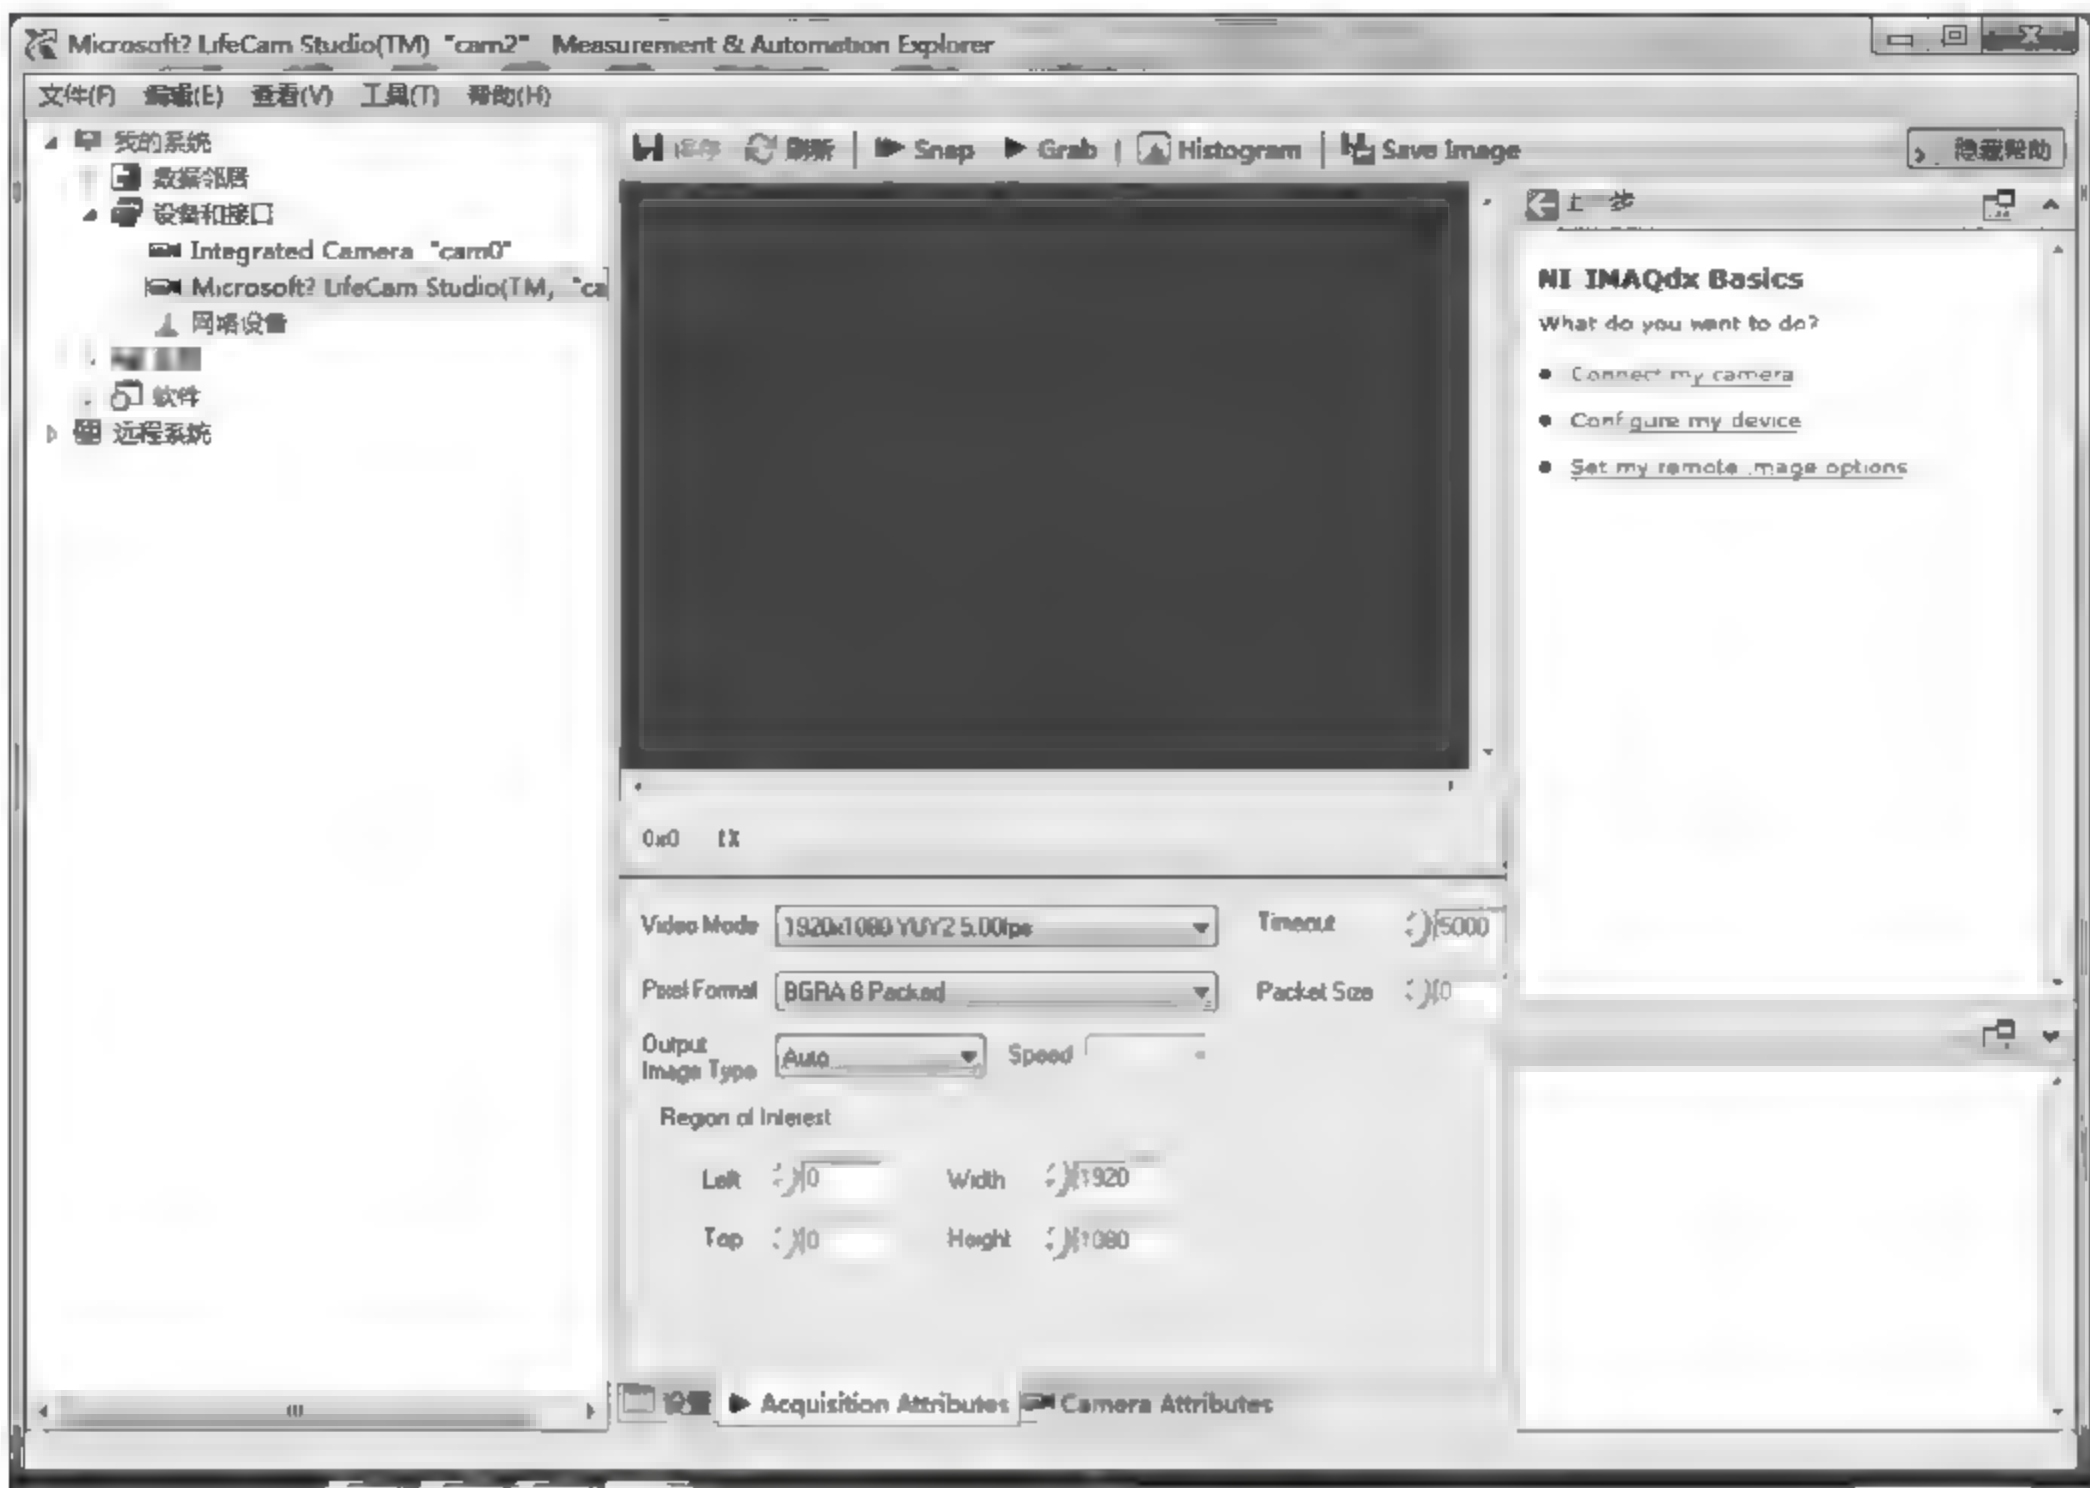 Microsoft? LifeCam Studio(TM) "cam2" Measurement & Automation Explorer
文件(F) 编辑(E) 查看(V) 工具(T) 帮助(H)
我的系统
数据邻居
设备和接口
Integrated Camera "cam0"
Microsoft? LifeCam Studio(TM) "ca
网络设备
软件
远程系统
保存 刷新 Snap Grab Histogram Save Image
隐藏帮助
上一步
NI-IMAQdx Basics
What do you want to do?
Connect my camera
Configure my device
Set my remote image options
0x0 1X
Video Mode 1920x1080 YUY2 5.00fps Timeout 5000
Pixel Format BGRA 8 Packed Packet Size 0
Output
Image Type Auto Speed
Region of Interest
Left 0 Width 1920
Top 0 Height 1080
设置 Acquisition Attributes Camera Attributes